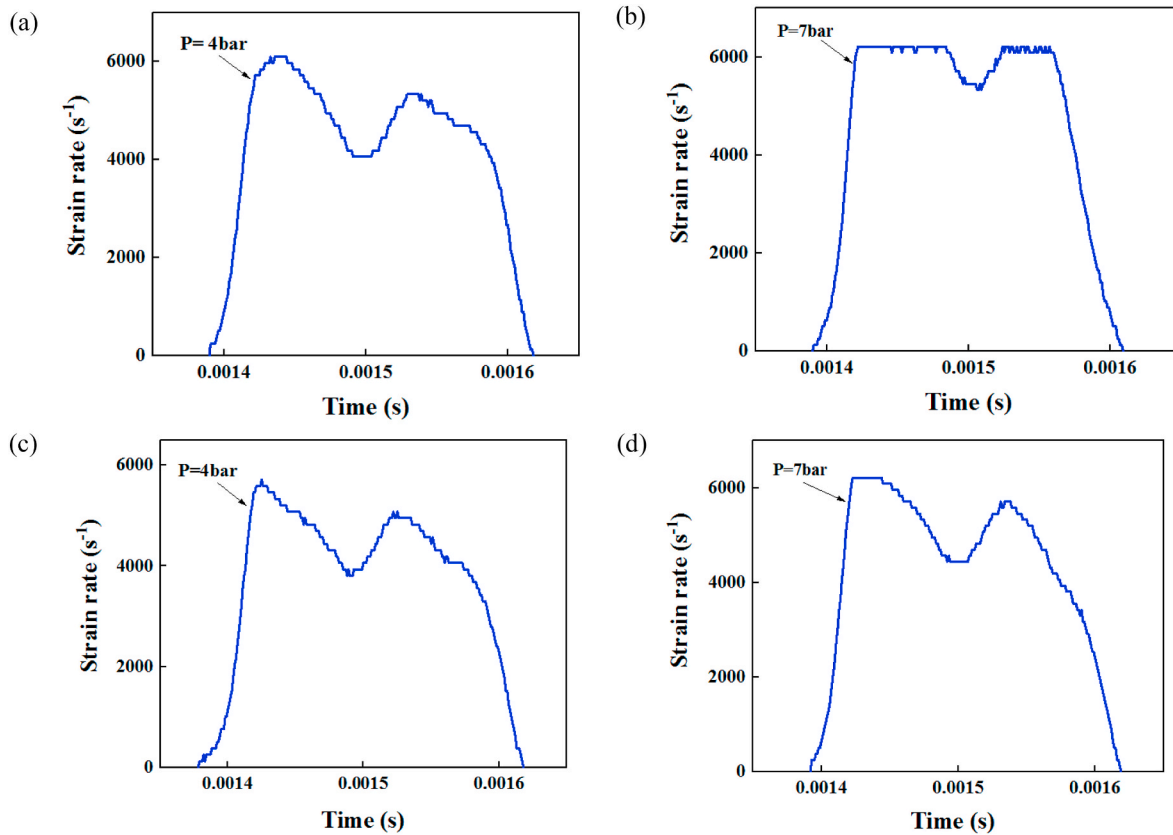 (a)
P= 4bar
6000
4000
2000
0
Strain rate (s⁻¹)
0.0014 0.0015 0.0016
Time (s)
(b)
P=7bar
6000
4000
2000
0
Strain rate (s⁻¹)
0.0014 0.0015 0.0016
Time (s)
(c)
P=4bar
6000
4000
2000
0
Strain rate (s⁻¹)
0.0014 0.0015 0.0016
Time (s)
(d)
P=7bar
6000
4000
2000
0
Strain rate (s⁻¹)
0.0014 0.0015 0.0016
Time (s)